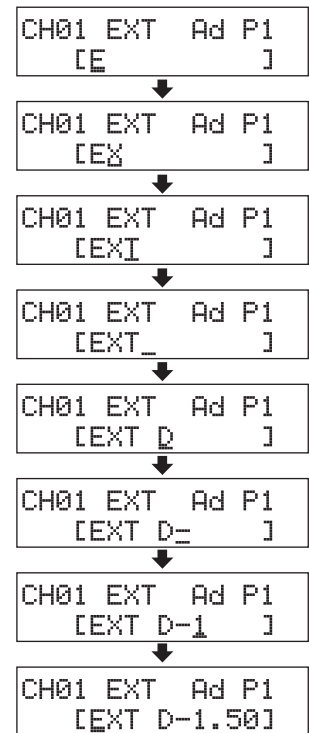 CH01 EXT Ad P1
[E ]
CH01 EXT Ad P1
[EX ]
CH01 EXT Ad P1
[EXT ]
CH01 EXT Ad P1
[EXT_ ]
CH01 EXT Ad P1
[EXT D ]
CH01 EXT Ad P1
[EXT D- ]
CH01 EXT Ad P1
[EXT D-1 ]
CH01 EXT Ad P1
[EXT D-1.50]